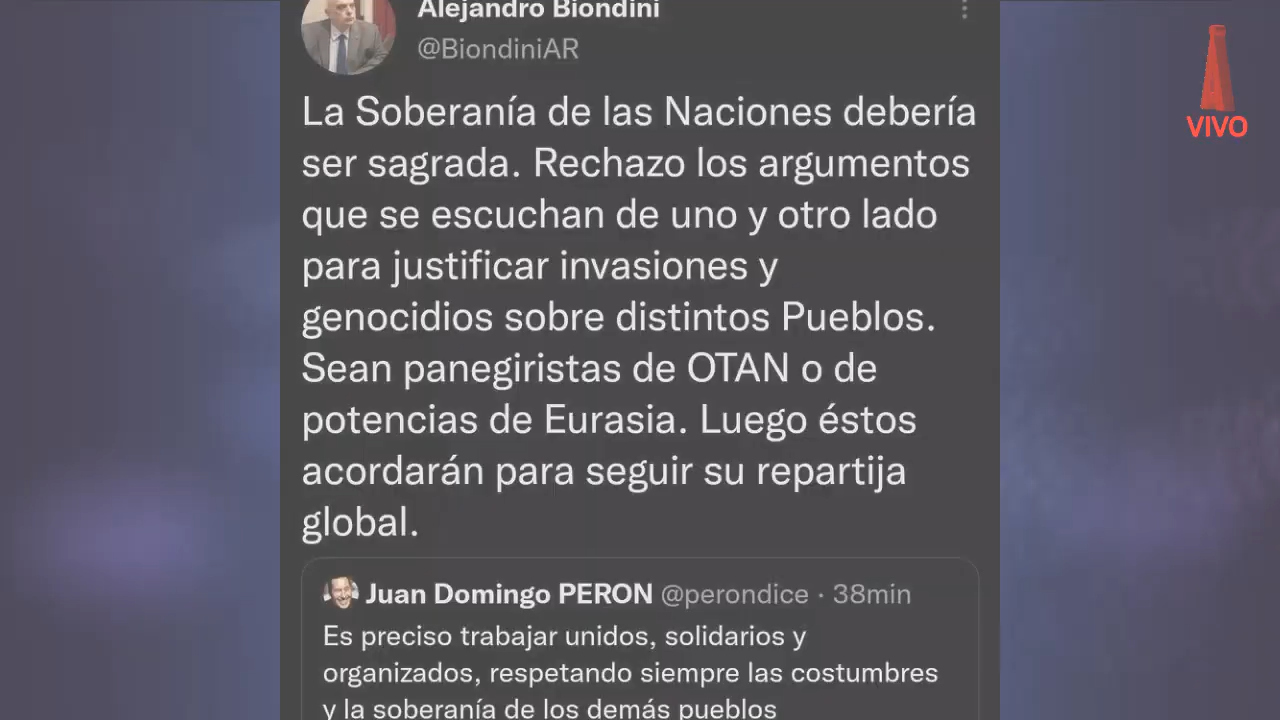 Alejandro Biondini
@BiondiniAR
La Soberanía de las Naciones debería
ser sagrada. Rechazo los argumentos
que se escuchan de uno y otro lado
para justificar invasiones y
genocidios sobre distintos Pueblos.
Sean panegiristas de OTAN o de
potencias de Eurasia. Luego éstos
acordarán para seguir su repartija
global.
Juan Domingo PERON @perondice · 38min
Es preciso trabajar unidos, solidarios y
organizados, respetando siempre las costumbres
y la soberanía de los demás pueblos
VIVO